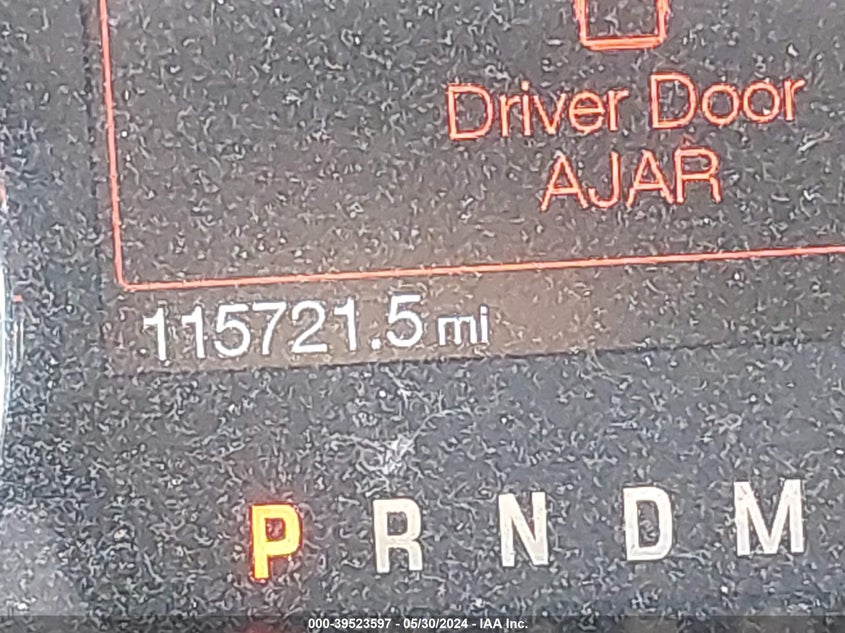 Driver Door
AJAR
115721.5 mi
P R N D M
000-39523597 - 05/30/2024 - IAA Inc.